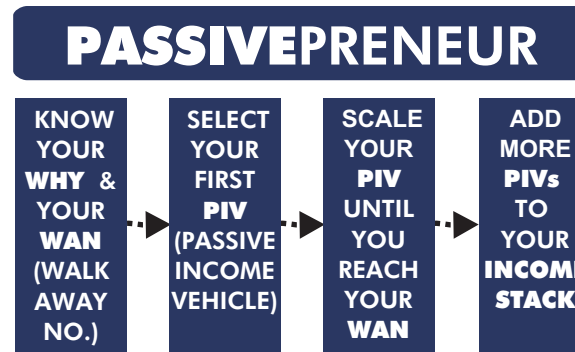 PASSIVEPRENEUR
KNOW
YOUR
WHY &
YOUR
WAN
(WALK
AWAY
NO.)
SELECT
YOUR
FIRST
PIV
(PASSIVE
INCOME
VEHICLE)
SCALE
YOUR
PIV
UNTIL
YOU
REACH
YOUR
WAN
ADD
MORE
PIVs
TO
YOUR
INCOME
STACK